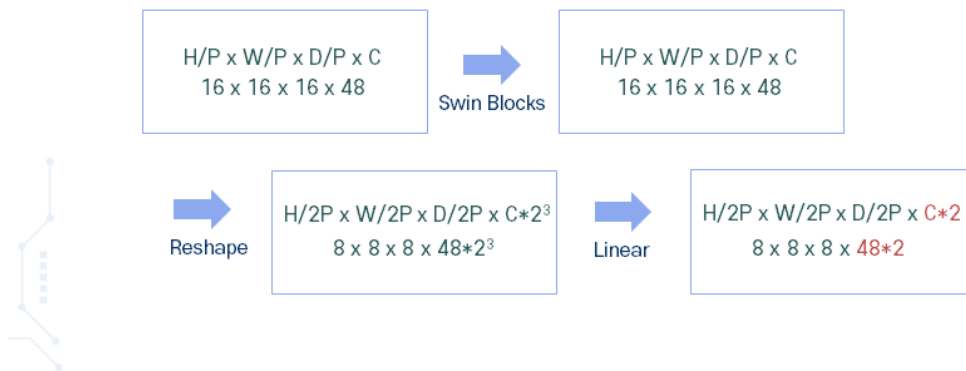 H/P x W/P x D/P x C
16 x 16 x 16 x 48
Swin Blocks
H/P x W/P x D/P x C
16 x 16 x 16 x 48
Reshape
H/2P x W/2P x D/2P x C*2³
8 x 8 x 8 x 48*2³
Linear
H/2P x W/2P x D/2P x C*2
8 x 8 x 8 x 48*2